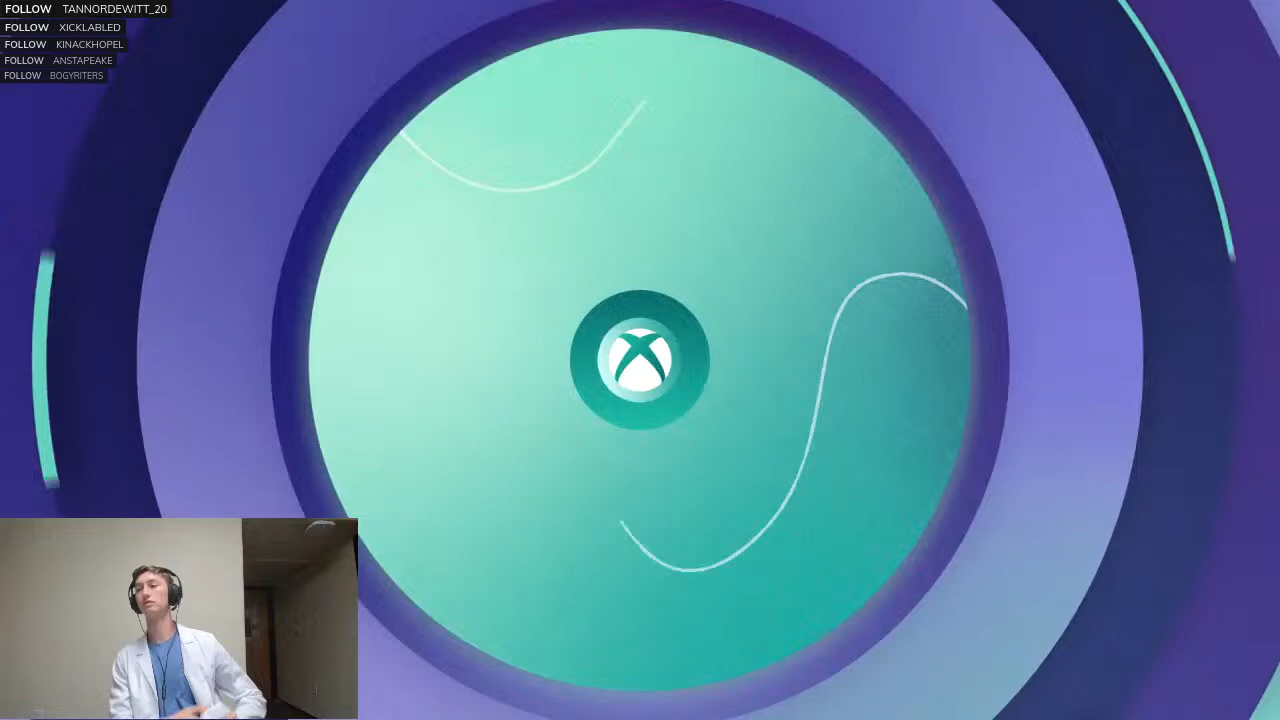 FOLLOW TANNORDEWITT_20
FOLLOW XICKLABLED
FOLLOW KINACKHOPEL
FOLLOW ANSTAPEAKE
FOLLOW BOGYRITERS